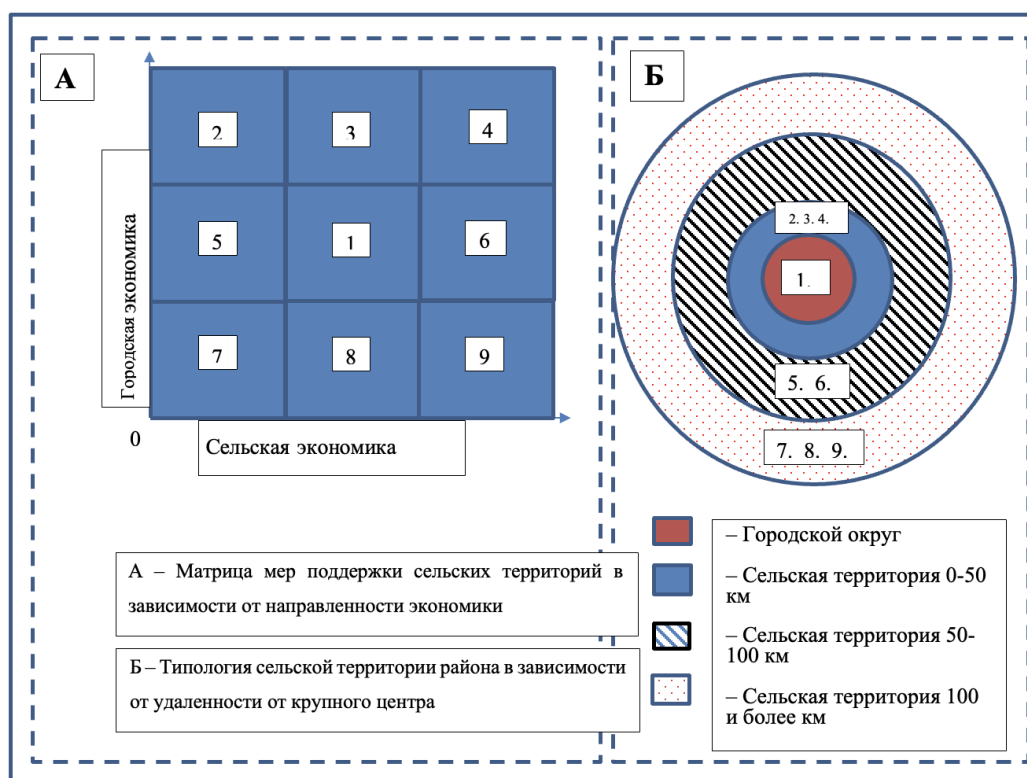 А
Б
2
3
4
5
1
6
7
8
9
Городская экономика
0
Сельская экономика
2. 3. 4.
1.
5. 6.
7. 8. 9.
А – Матрица мер поддержки сельских территорий в
зависимости от направленности экономики
Б – Типология сельской территории района в зависимости
от удаленности от крупного центра
– Городской округ
– Сельская территория 0-50
км
– Сельская территория 50-
100 км
– Сельская территория 100
и более км